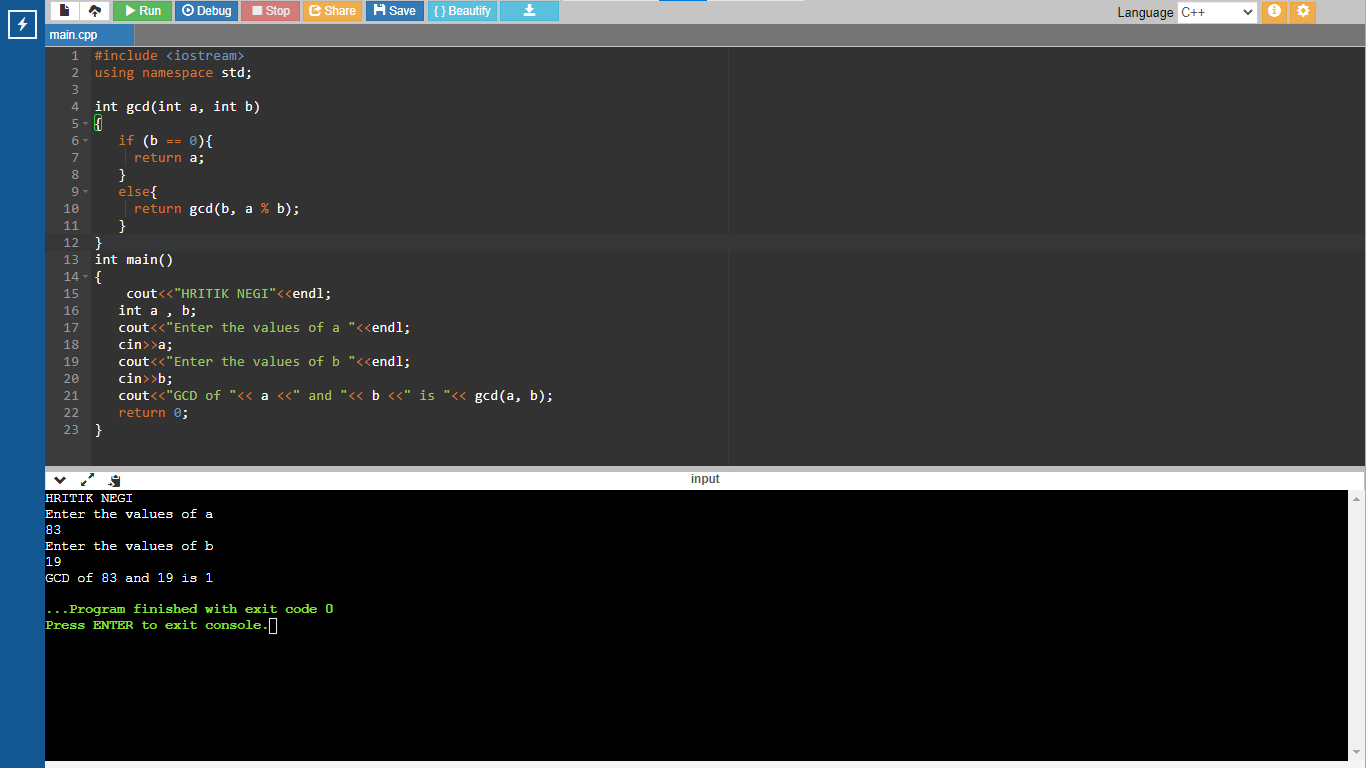 Run Debug Stop Share Save { } Beautify Language C++
main.cpp
1 #include <iostream>
2 using namespace std;
3
4 int gcd(int a, int b)
5 {
6 if (b == 0){
7 return a;
8 }
9 else{
10 return gcd(b, a % b);
11 }
12 }
13 int main()
14 {
15 cout<<"HRITIK NEGI"<<endl;
16 int a , b;
17 cout<<"Enter the values of a "<<endl;
18 cin>>a;
19 cout<<"Enter the values of b "<<endl;
20 cin>>b;
21 cout<<"GCD of "<< a <<" and "<< b <<" is "<< gcd(a, b);
22 return 0;
23 }
input
HRITIK NEGI
Enter the values of a
83
Enter the values of b
19
GCD of 83 and 19 is 1
...Program finished with exit code 0
Press ENTER to exit console.